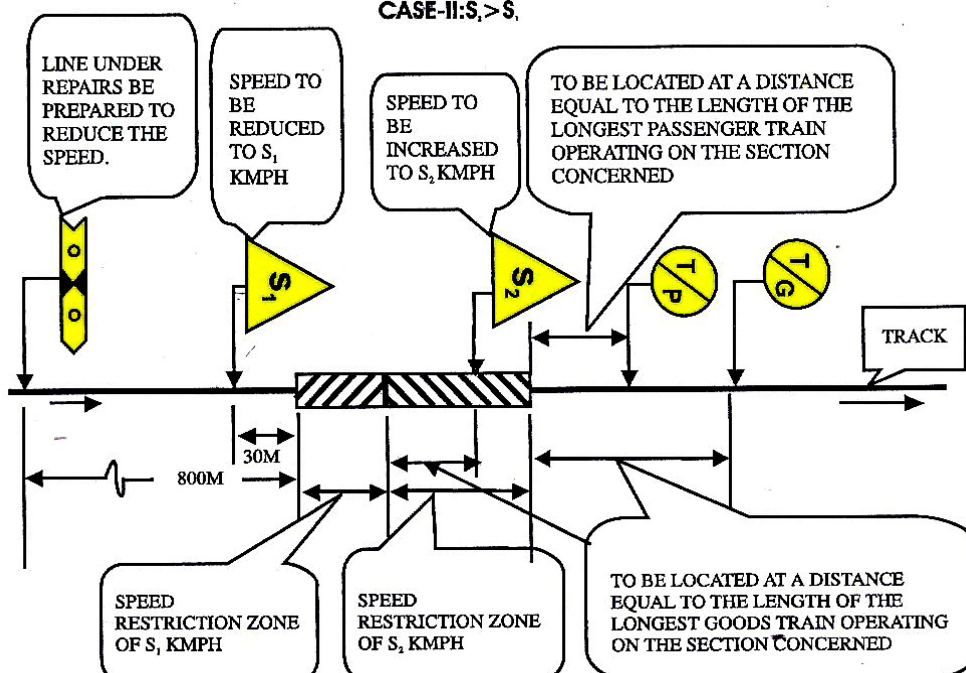 CASE-II:S₂>S₁
LINE UNDER
REPAIRS BE
PREPARED TO
REDUCE THE
SPEED.
SPEED TO
BE
REDUCED
TO S₁
KMPH
SPEED TO
BE
INCREASED
TO S₂ KMPH
TO BE LOCATED AT A DISTANCE
EQUAL TO THE LENGTH OF THE
LONGEST PASSENGER TRAIN
OPERATING ON THE SECTION
CONCERNED
S₁
S₂
T/P
T/G
TRACK
30M
800M
SPEED
RESTRICTION ZONE
OF S₁ KMPH
SPEED
RESTRICTION ZONE
OF S₂ KMPH
TO BE LOCATED AT A DISTANCE
EQUAL TO THE LENGTH OF THE
LONGEST GOODS TRAIN OPERATING
ON THE SECTION CONCERNED